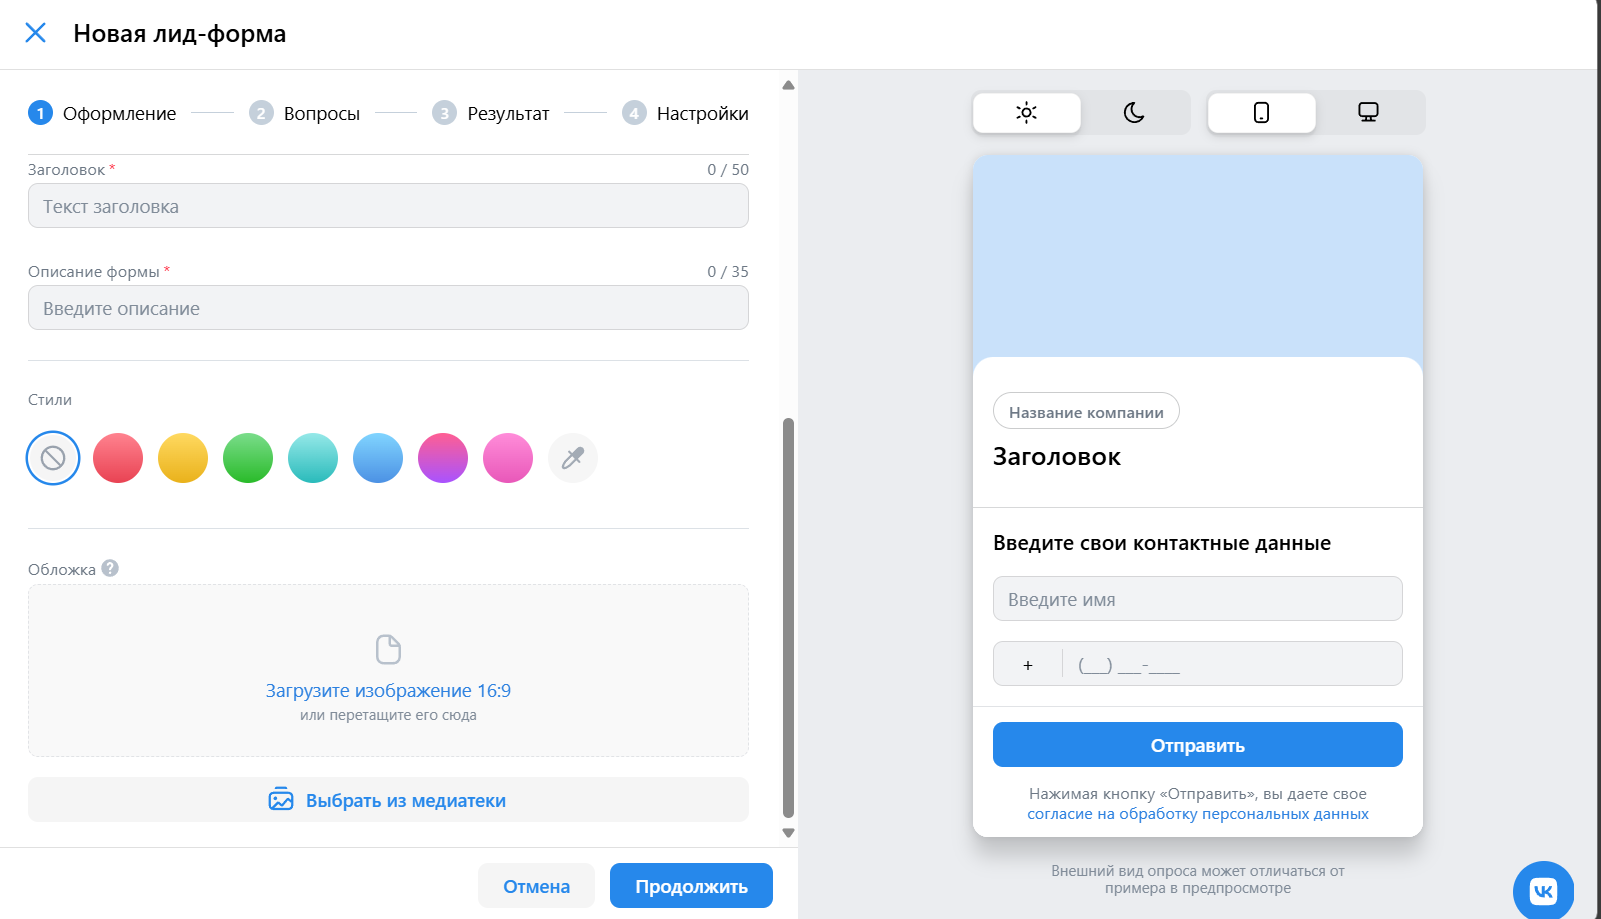 Новая лид-форма
1 Оформление 2 Вопросы 3 Результат 4 Настройки
Заголовок * 0 / 50
Текст заголовка
Описание формы * 0 / 35
Введите описание
Стили
Обложка ?
Загрузите изображение 16:9
или перетащите его сюда
Выбрать из медиатеки
Отмена Продолжить
Название компании
Заголовок
Введите свои контактные данные
Введите имя
+ (___) ___-____
Отправить
Нажимая кнопку «Отправить», вы даете свое
согласие на обработку персональных данных
Внешний вид опроса может отличаться от
примера в предпросмотре